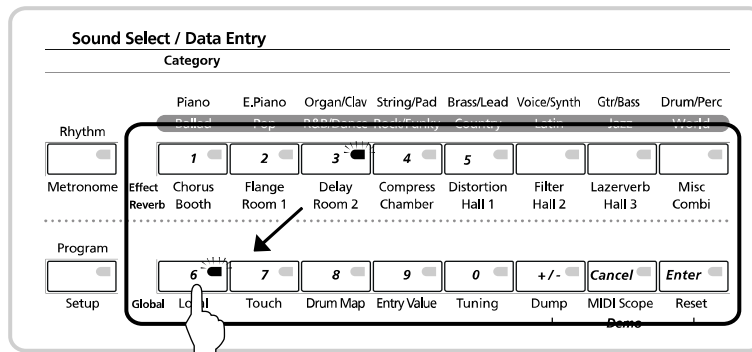 Sound Select / Data Entry
Category
Piano E.Piano Organ/Clav String/Pad Brass/Lead Voice/Synth Gtr/Bass Drum/Perc
Rhythm Ballad Pop R&B/Dance Rock/Funky Country Latin Jazz World
1 2 3 4 5
Metronome Effect Chorus Flange Delay Compress Distortion Filter Lazerverb Misc
Reverb Booth Room 1 Room 2 Chamber Hall 1 Hall 2 Hall 3 Combi
Program
6 7 8 9 0 +/- Cancel Enter
Setup Global Local Touch Drum Map Entry Value Tuning Dump MIDI Scope Reset
Demo